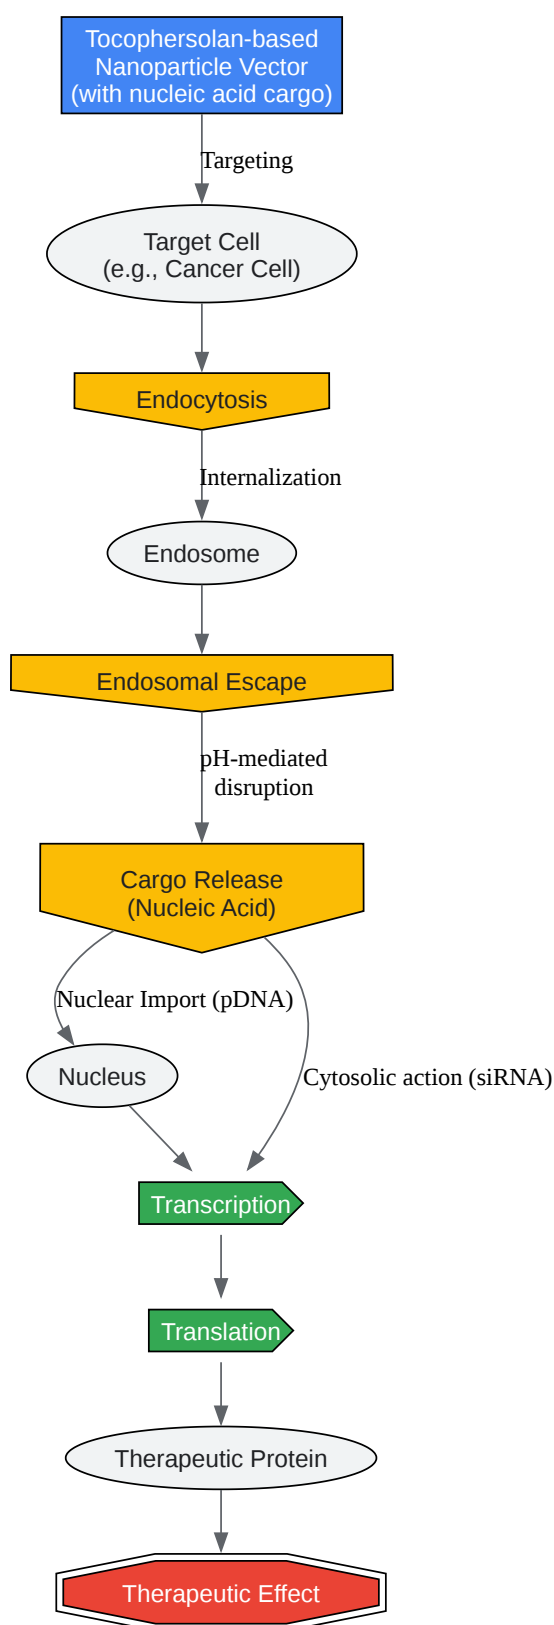 Tocophersolan-based
Nanoparticle Vector
(with nucleic acid cargo)
Targeting
Target Cell
(e.g., Cancer Cell)
Endocytosis
Internalization
Endosome
Endosomal Escape
pH-mediated
disruption
Cargo Release
(Nucleic Acid)
Nuclear Import (pDNA)
Nucleus
Cytosolic action (siRNA)
Transcription
Translation
Therapeutic Protein
Therapeutic Effect